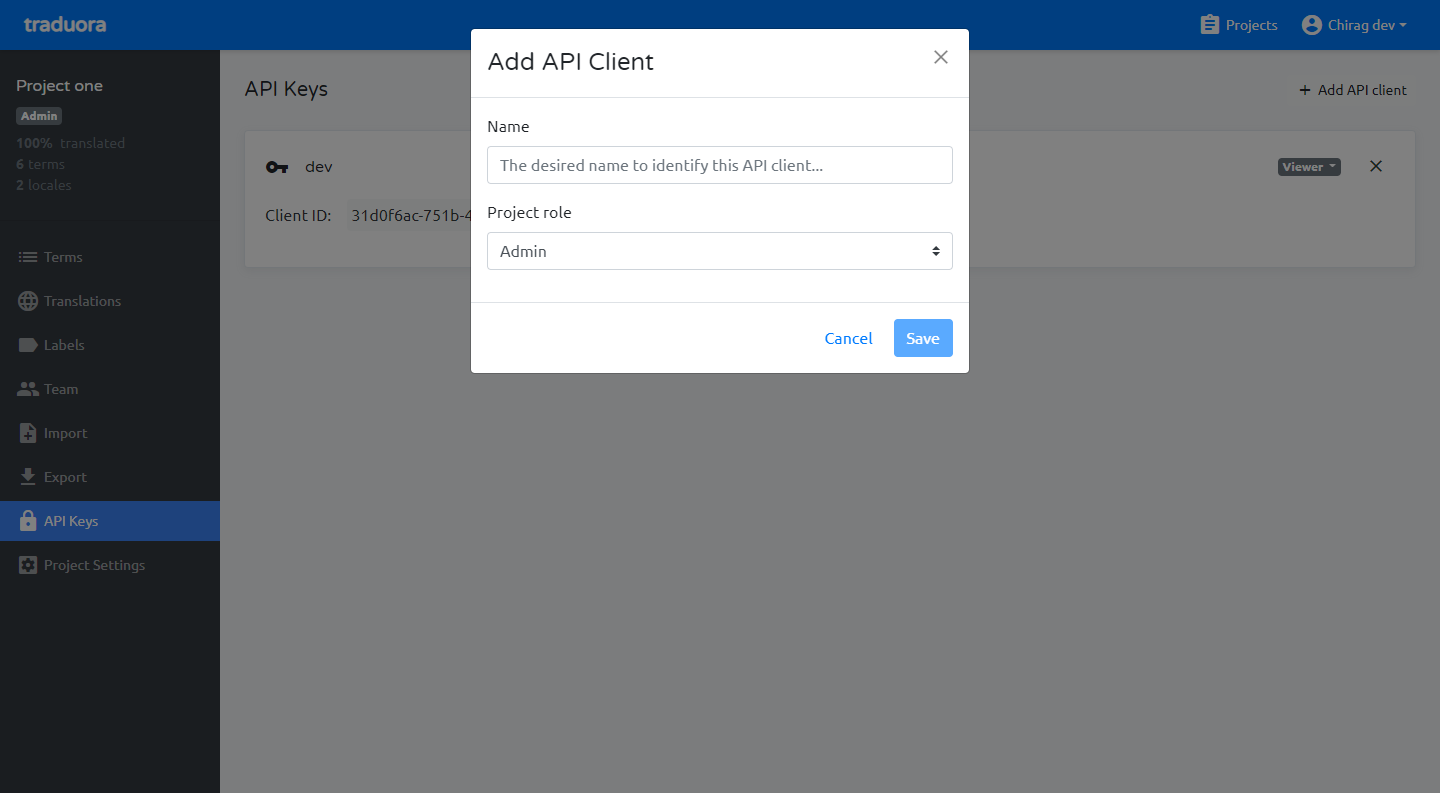 traduora
Projects
Chirag dev
Project one
Admin
100% translated
6 terms
2 locales
Terms
Translations
Labels
Team
Import
Export
API Keys
Project Settings
API Keys
+ Add API client
dev
Viewer
Client ID: 31d0f6ac-751b-4
Add API Client
Name
The desired name to identify this API client...
Project role
Admin
Cancel
Save